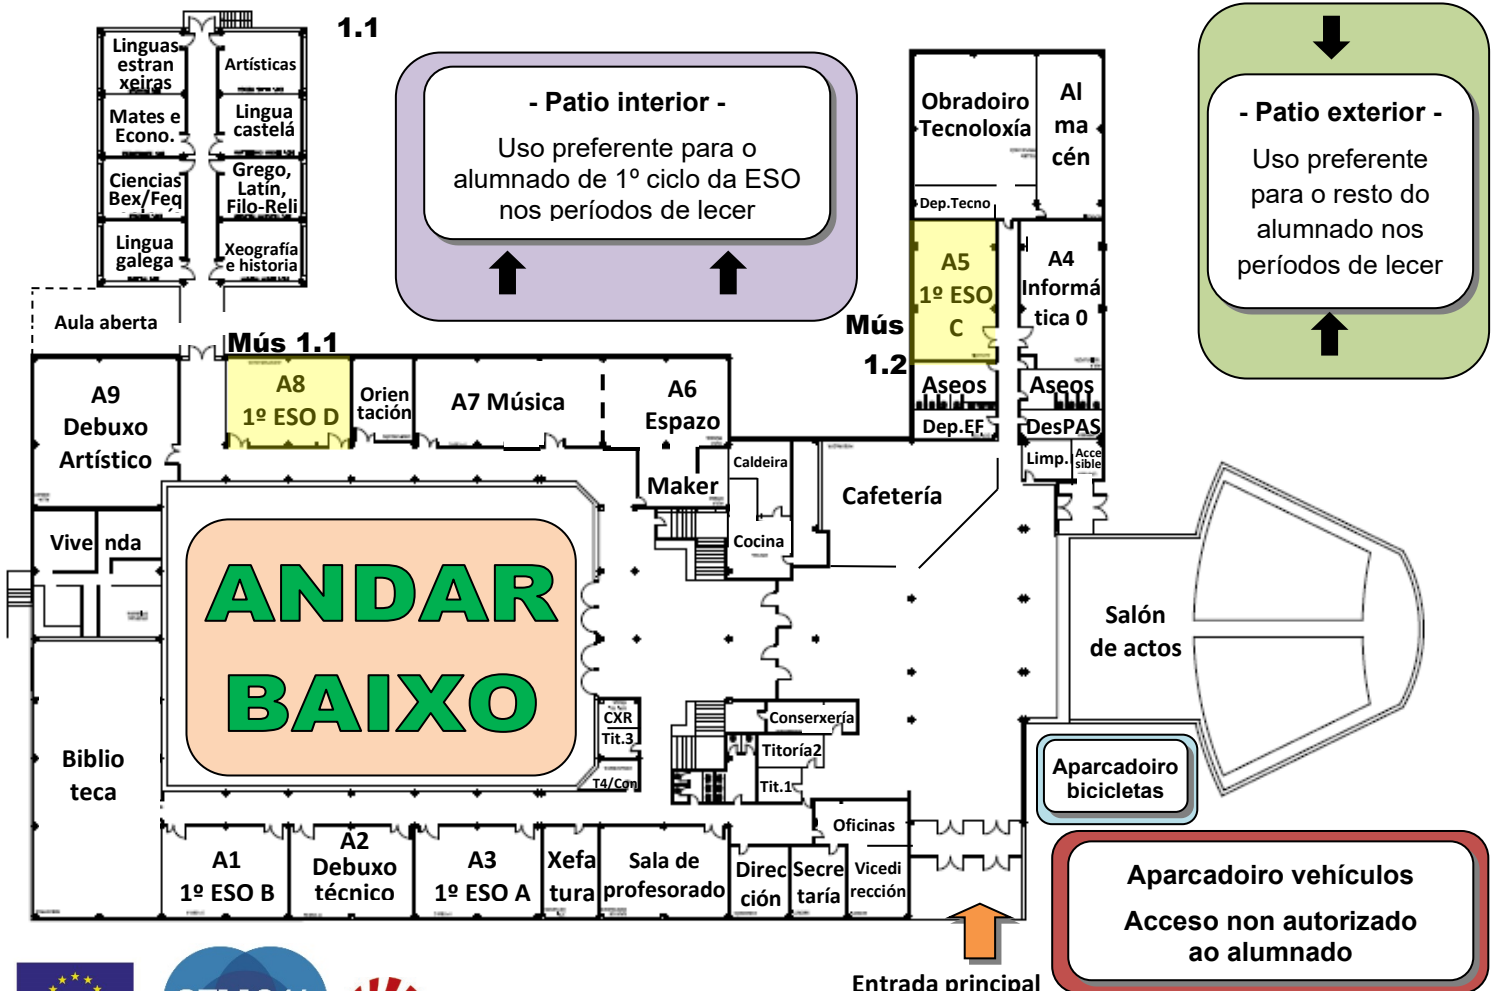 1.1
Linguas
estran
xeiras
Artísticas
Mates e
Econo.
Lingua
castelá
Ciencias
Bex/Feq
Grego,
Latín,
Filo-Reli
Lingua
galega
Xeografía
e historia
Aula aberta
- Patio interior -
Uso preferente para o
alumnado de 1º ciclo da ESO
nos períodos de lecer
Obradoiro
Tecnoloxía
Al
ma
cén
Dep.Tecno
- Patio exterior -
Uso preferente
para o resto do
alumnado nos
períodos de lecer
A5
1º ESO
C
A4
Informá
tica 0
Mús
1.2
Mús 1.1
A9
Debuxo
Artístico
A8
1º ESO D
Orien
tación
A7 Música
A6
Espazo
Maker
Aseos
Aseos
Dep.EF
DesPAS
Limp.
Acce
sible
Caldeira
Cafetería
Cocina
Vive nda
ANDAR
BAIXO
Salón
de actos
CXR
Tit.3
T4/Con
Conserxería
Titoría2
Tit.1
Biblio
teca
Aparcadoiro
bicicletas
Oficinas
A1
1º ESO B
A2
Debuxo
técnico
A3
1º ESO A
Xefa
tura
Sala de
profesorado
Direc
ción
Secre
taría
Vicedi
rrección
Aparcadoiro vehículos
Acceso non autorizado
ao alumnado
Entrada principal